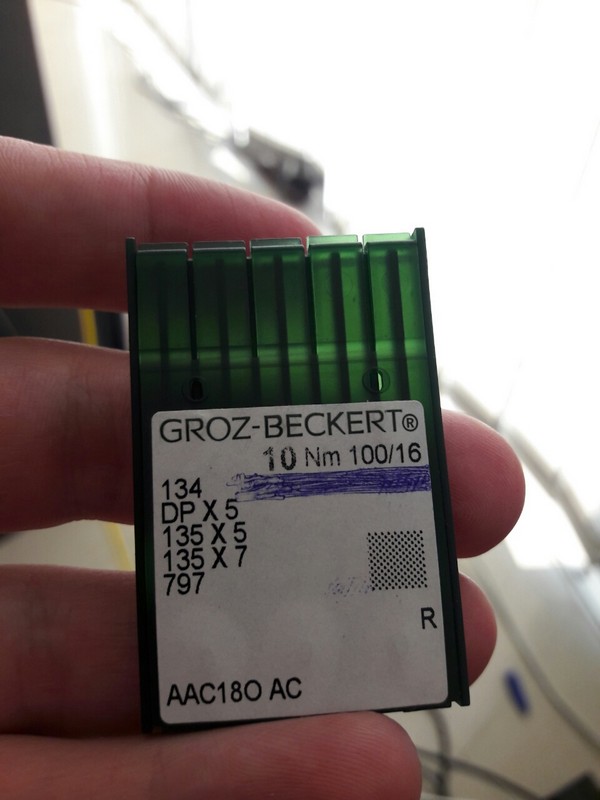 GROZ-BECKERT®
10 Nm 100/16
134
DP X 5
135 X 5
135 X 7
797
R
AAC18O AC